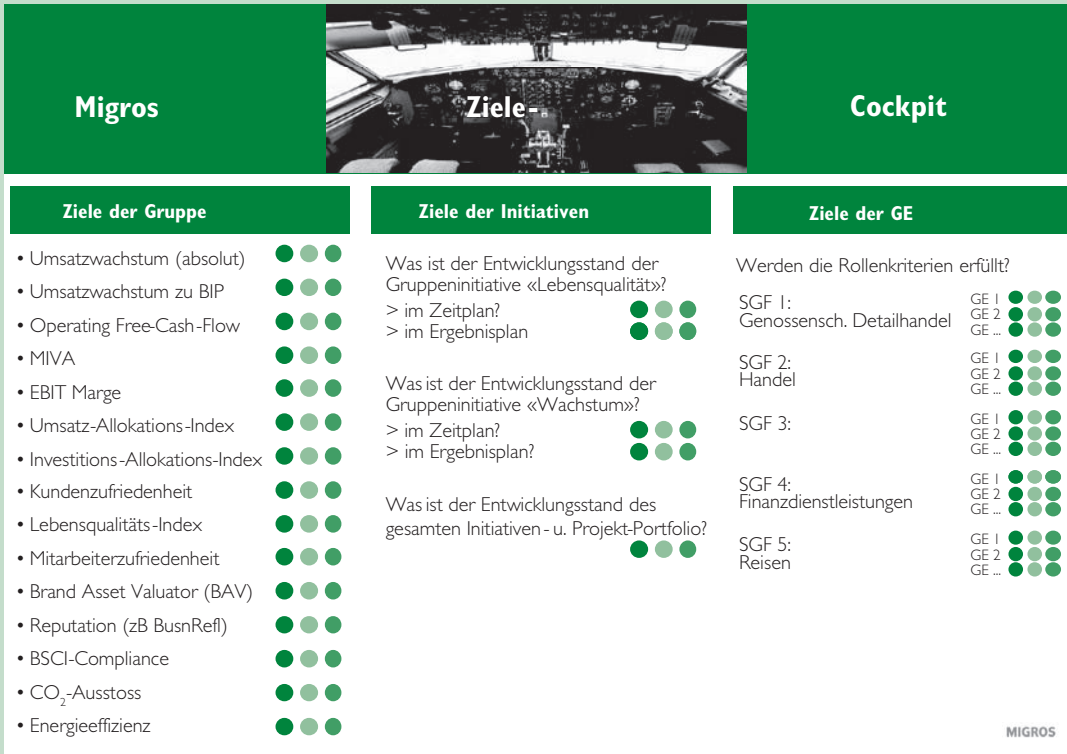 Migros
Ziele-
Cockpit
Ziele der Gruppe
• Umsatzwachstum (absolut)
• Umsatzwachstum zu BIP
• Operating Free-Cash-Flow
• MIVA
• EBIT Marge
• Umsatz-Allokations-Index
• Investitions-Allokations-Index
• Kundenzufriedenheit
• Lebensqualitäts-Index
• Mitarbeiterzufriedenheit
• Brand Asset Valuator (BAV)
• Reputation (zB BusnRefl)
• BSCI-Compliance
• CO₂-Ausstoss
• Energieeffizienz
Ziele der Initiativen
Was ist der Entwicklungsstand der
Gruppeninitiative «Lebensqualität»?
> im Zeitplan?
> im Ergebnisplan
Was ist der Entwicklungsstand der
Gruppeninitiative «Wachstum»?
> im Zeitplan?
> im Ergebnisplan?
Was ist der Entwicklungsstand des
gesamten Initiativen- u. Projekt-Portfolio?
Ziele der GE
Werden die Rollenkriterien erfüllt?
SGF 1:
Genossensch. Detailhandel
GE 1
GE 2
GE ...
SGF 2:
Handel
GE 1
GE 2
GE ...
SGF 3:
GE 1
GE 2
GE ...
SGF 4:
Finanzdienstleistungen
GE 1
GE 2
GE ...
SGF 5:
Reisen
GE 1
GE 2
GE ...
MIGROS